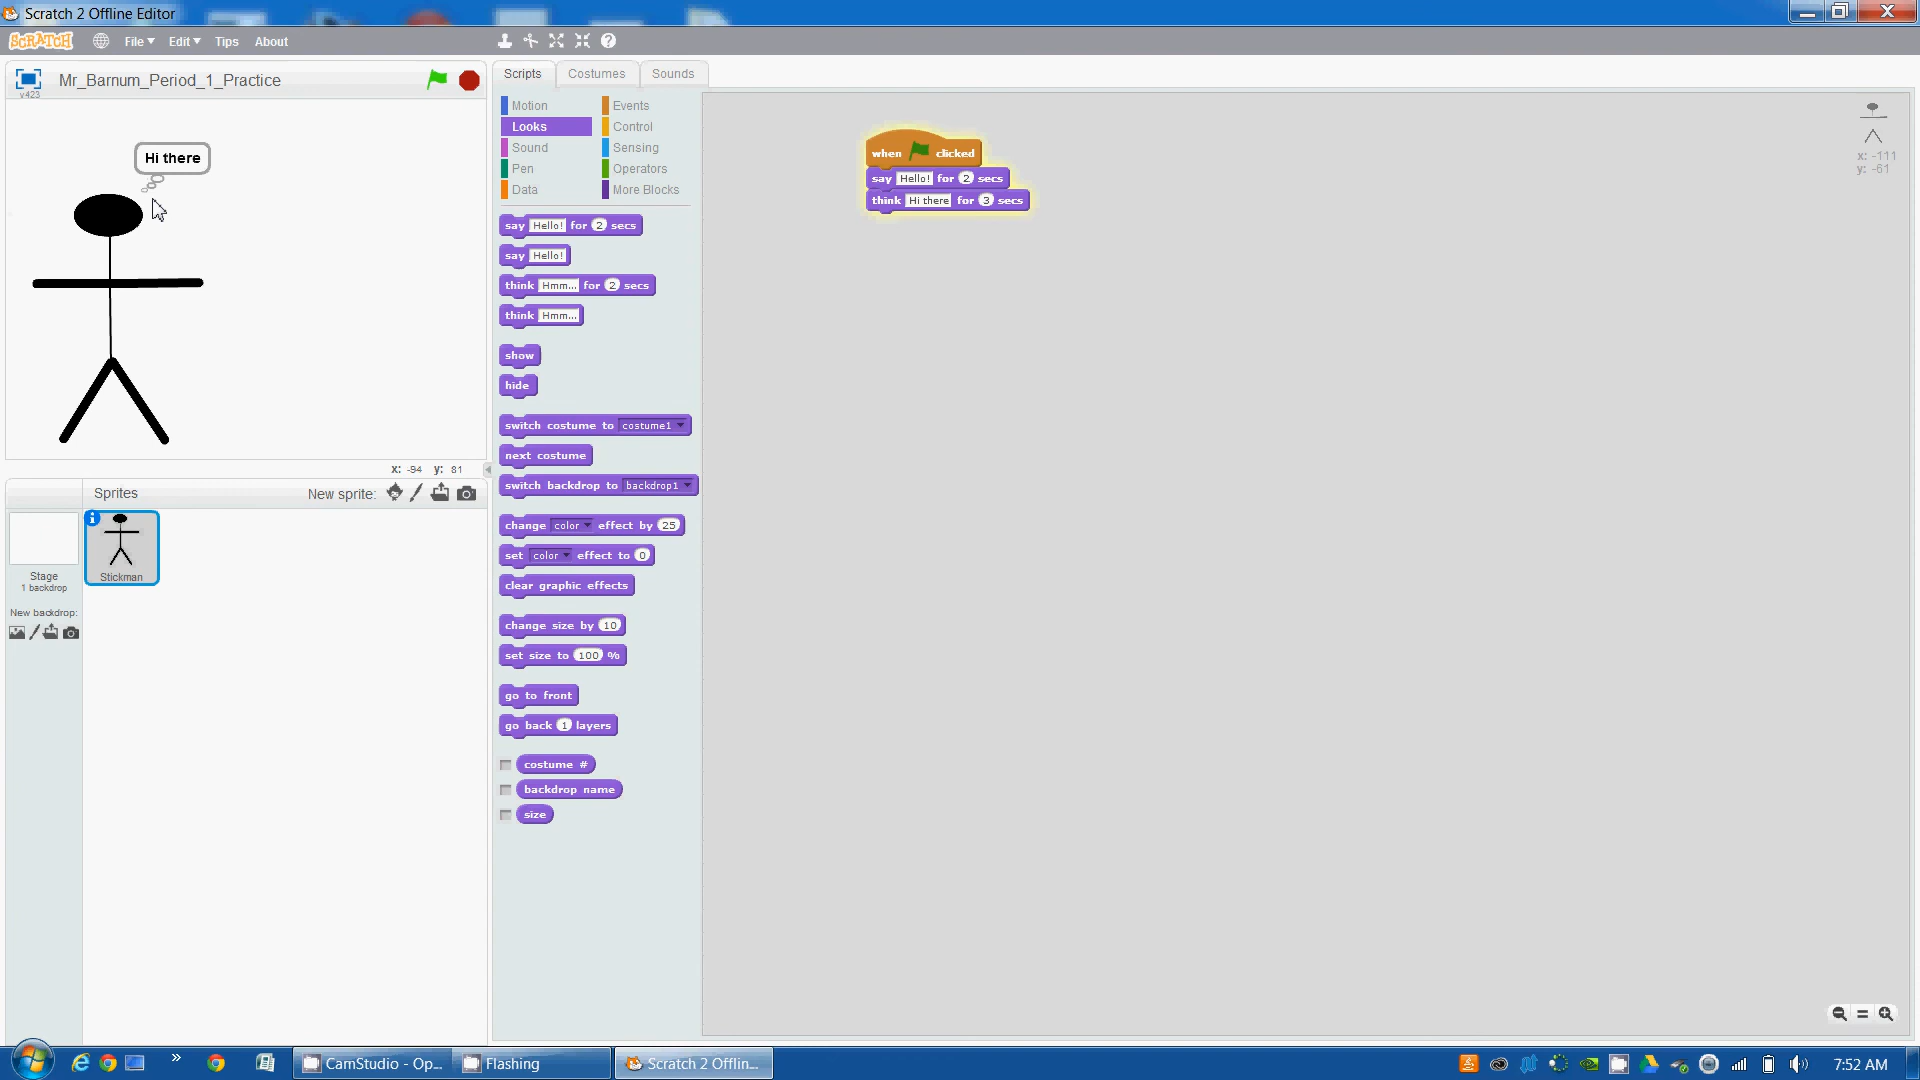 Scratch 2 Offline Editor
SCRATCH
File
Edit
Tips
About
v423
Mr_Barnum_Period_1_Practice
Hi there
x: -94 y: 81
Sprites
New sprite:
Stage
1 backdrop
New backdrop:
Stickman
Scripts
Costumes
Sounds
Motion
Looks
Sound
Pen
Data
Events
Control
Sensing
Operators
More Blocks
say Hello! for 2 secs
say Hello!
think Hmm... for 2 secs
think Hmm...
show
hide
switch costume to costume1
next costume
switch backdrop to backdrop1
change color effect by 25
set color effect to 0
clear graphic effects
change size by 10
set size to 100 %
go to front
go back 1 layers
costume #
backdrop name
size
when clicked
say Hello! for 2 secs
think Hi there for 3 secs
x: -111
y: -61
CamStudio - Op...
Flashing
Scratch 2 Offlin...
7:52 AM